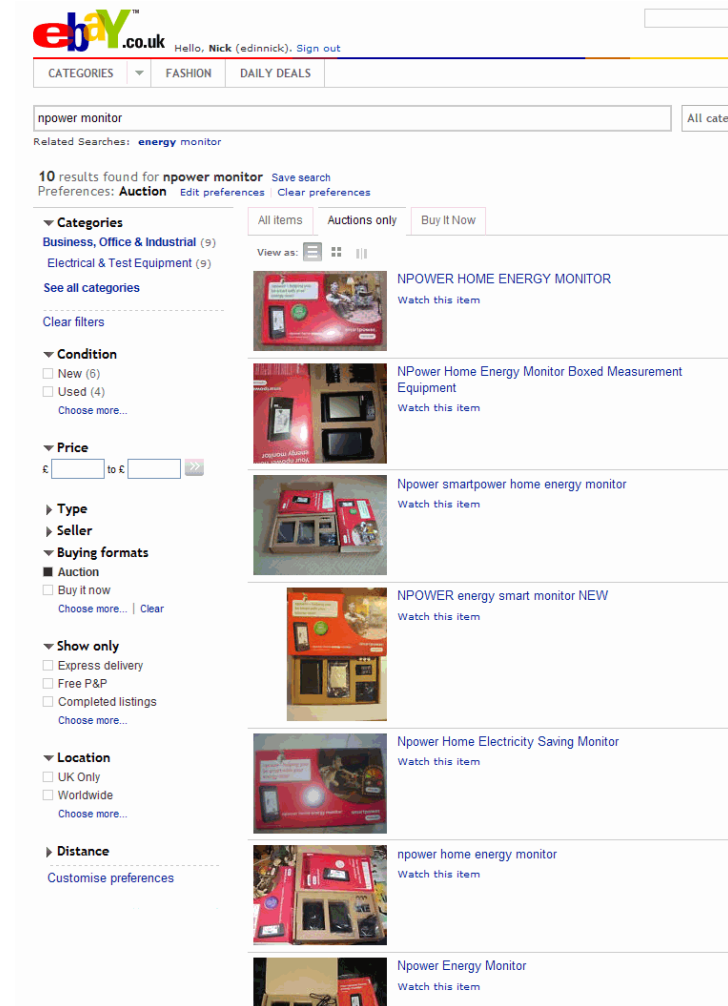 ebay™.co.uk
Hello, Nick (edinnick). Sign out
CATEGORIES
FASHION
DAILY DEALS
npower monitor
All cate
Related Searches: energy monitor
10 results found for npower monitor Save search
Preferences: Auction Edit preferences | Clear preferences
Categories
Business, Office & Industrial (9)
Electrical & Test Equipment (9)
See all categories
Clear filters
Condition
New (6)
Used (4)
Choose more...
Price
£ to £
Type
Seller
Buying formats
Auction
Buy it now
Choose more... | Clear
Show only
Express delivery
Free P&P
Completed listings
Choose more...
Location
UK Only
Worldwide
Choose more...
Distance
Customise preferences
All items
Auctions only
Buy It Now
View as:
NPOWER HOME ENERGY MONITOR
Watch this item
smartpower
NPower Home Energy Monitor Boxed Measurement
Equipment
Watch this item
Your npower
energy monitor
Npower smartpower home energy monitor
Watch this item
NPOWER energy smart monitor NEW
Watch this item
Npower Home Electricity Saving Monitor
Watch this item
npower home energy monitor
Watch this item
Npower Energy Monitor
Watch this item